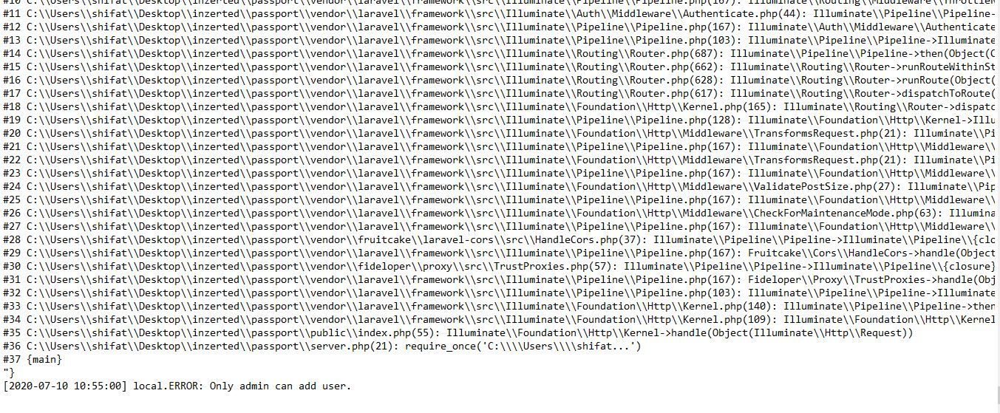 #11 C:\\Users\\shifat\\Desktop\\inzerted\\passport\\vendor\\laravel\\framework\\src\\Illuminate\\Auth\\Middleware\\Authenticate.php(44): Illuminate\\Pipeline\\Pipeline-
#12 C:\\Users\\shifat\\Desktop\\inzerted\\passport\\vendor\\laravel\\framework\\src\\Illuminate\\Pipeline\\Pipeline.php(167): Illuminate\\Auth\\Middleware\\Authenticate
#13 C:\\Users\\shifat\\Desktop\\inzerted\\passport\\vendor\\laravel\\framework\\src\\Illuminate\\Pipeline\\Pipeline.php(103): Illuminate\\Pipeline\\Pipeline->Illuminate
#14 C:\\Users\\shifat\\Desktop\\inzerted\\passport\\vendor\\laravel\\framework\\src\\Illuminate\\Routing\\Router.php(687): Illuminate\\Pipeline\\Pipeline->then(Object(C
#15 C:\\Users\\shifat\\Desktop\\inzerted\\passport\\vendor\\laravel\\framework\\src\\Illuminate\\Routing\\Router.php(662): Illuminate\\Routing\\Router->runRouteWithinSt
#16 C:\\Users\\shifat\\Desktop\\inzerted\\passport\\vendor\\laravel\\framework\\src\\Illuminate\\Routing\\Router.php(628): Illuminate\\Routing\\Router->runRoute(Object(
#17 C:\\Users\\shifat\\Desktop\\inzerted\\passport\\vendor\\laravel\\framework\\src\\Illuminate\\Routing\\Router.php(617): Illuminate\\Routing\\Router->dispatchToRoute(
#18 C:\\Users\\shifat\\Desktop\\inzerted\\passport\\vendor\\laravel\\framework\\src\\Illuminate\\Foundation\\Http\\Kernel.php(165): Illuminate\\Routing\\Router->dispatc
#19 C:\\Users\\shifat\\Desktop\\inzerted\\passport\\vendor\\laravel\\framework\\src\\Illuminate\\Pipeline\\Pipeline.php(128): Illuminate\\Foundation\\Http\\Kernel->Illu
#20 C:\\Users\\shifat\\Desktop\\inzerted\\passport\\vendor\\laravel\\framework\\src\\Illuminate\\Foundation\\Http\\Middleware\\TransformsRequest.php(21): Illuminate\\Pi
#21 C:\\Users\\shifat\\Desktop\\inzerted\\passport\\vendor\\laravel\\framework\\src\\Illuminate\\Pipeline\\Pipeline.php(167): Illuminate\\Foundation\\Http\\Middleware\\
#22 C:\\Users\\shifat\\Desktop\\inzerted\\passport\\vendor\\laravel\\framework\\src\\Illuminate\\Foundation\\Http\\Middleware\\TransformsRequest.php(21): Illuminate\\Pi
#23 C:\\Users\\shifat\\Desktop\\inzerted\\passport\\vendor\\laravel\\framework\\src\\Illuminate\\Pipeline\\Pipeline.php(167): Illuminate\\Foundation\\Http\\Middleware\\
#24 C:\\Users\\shifat\\Desktop\\inzerted\\passport\\vendor\\laravel\\framework\\src\\Illuminate\\Foundation\\Http\\Middleware\\ValidatePostSize.php(27): Illuminate\\Pip
#25 C:\\Users\\shifat\\Desktop\\inzerted\\passport\\vendor\\laravel\\framework\\src\\Illuminate\\Pipeline\\Pipeline.php(167): Illuminate\\Foundation\\Http\\Middleware\\
#26 C:\\Users\\shifat\\Desktop\\inzerted\\passport\\vendor\\laravel\\framework\\src\\Illuminate\\Foundation\\Http\\Middleware\\CheckForMaintenanceMode.php(63): Illumina
#27 C:\\Users\\shifat\\Desktop\\inzerted\\passport\\vendor\\laravel\\framework\\src\\Illuminate\\Pipeline\\Pipeline.php(167): Illuminate\\Foundation\\Http\\Middleware\\
#28 C:\\Users\\shifat\\Desktop\\inzerted\\passport\\vendor\\fruitcake\\laravel-cors\\src\\HandleCors.php(37): Illuminate\\Pipeline\\Pipeline->Illuminate\\Pipeline\\{clo
#29 C:\\Users\\shifat\\Desktop\\inzerted\\passport\\vendor\\laravel\\framework\\src\\Illuminate\\Pipeline\\Pipeline.php(167): Fruitcake\\Cors\\HandleCors->handle(Object
#30 C:\\Users\\shifat\\Desktop\\inzerted\\passport\\vendor\\fideloper\\proxy\\src\\TrustProxies.php(57): Illuminate\\Pipeline\\Pipeline->Illuminate\\Pipeline\\{closure}
#31 C:\\Users\\shifat\\Desktop\\inzerted\\passport\\vendor\\laravel\\framework\\src\\Illuminate\\Pipeline\\Pipeline.php(167): Fideloper\\Proxy\\TrustProxies->handle(Obj
#32 C:\\Users\\shifat\\Desktop\\inzerted\\passport\\vendor\\laravel\\framework\\src\\Illuminate\\Pipeline\\Pipeline.php(103): Illuminate\\Pipeline\\Pipeline->Illuminate
#33 C:\\Users\\shifat\\Desktop\\inzerted\\passport\\vendor\\laravel\\framework\\src\\Illuminate\\Foundation\\Http\\Kernel.php(140): Illuminate\\Pipeline\\Pipeline->then
#34 C:\\Users\\shifat\\Desktop\\inzerted\\passport\\vendor\\laravel\\framework\\src\\Illuminate\\Foundation\\Http\\Kernel.php(109): Illuminate\\Foundation\\Http\\Kernel
#35 C:\\Users\\shifat\\Desktop\\inzerted\\passport\\public\\index.php(55): Illuminate\\Foundation\\Http\\Kernel->handle(Object(Illuminate\\Http\\Request))
#36 C:\\Users\\shifat\\Desktop\\inzerted\\passport\\server.php(21): require_once('C:\\\\Users\\\\shifat...')
#37 {main}
"}
[2020-07-10 10:55:00] local.ERROR: Only admin can add user.